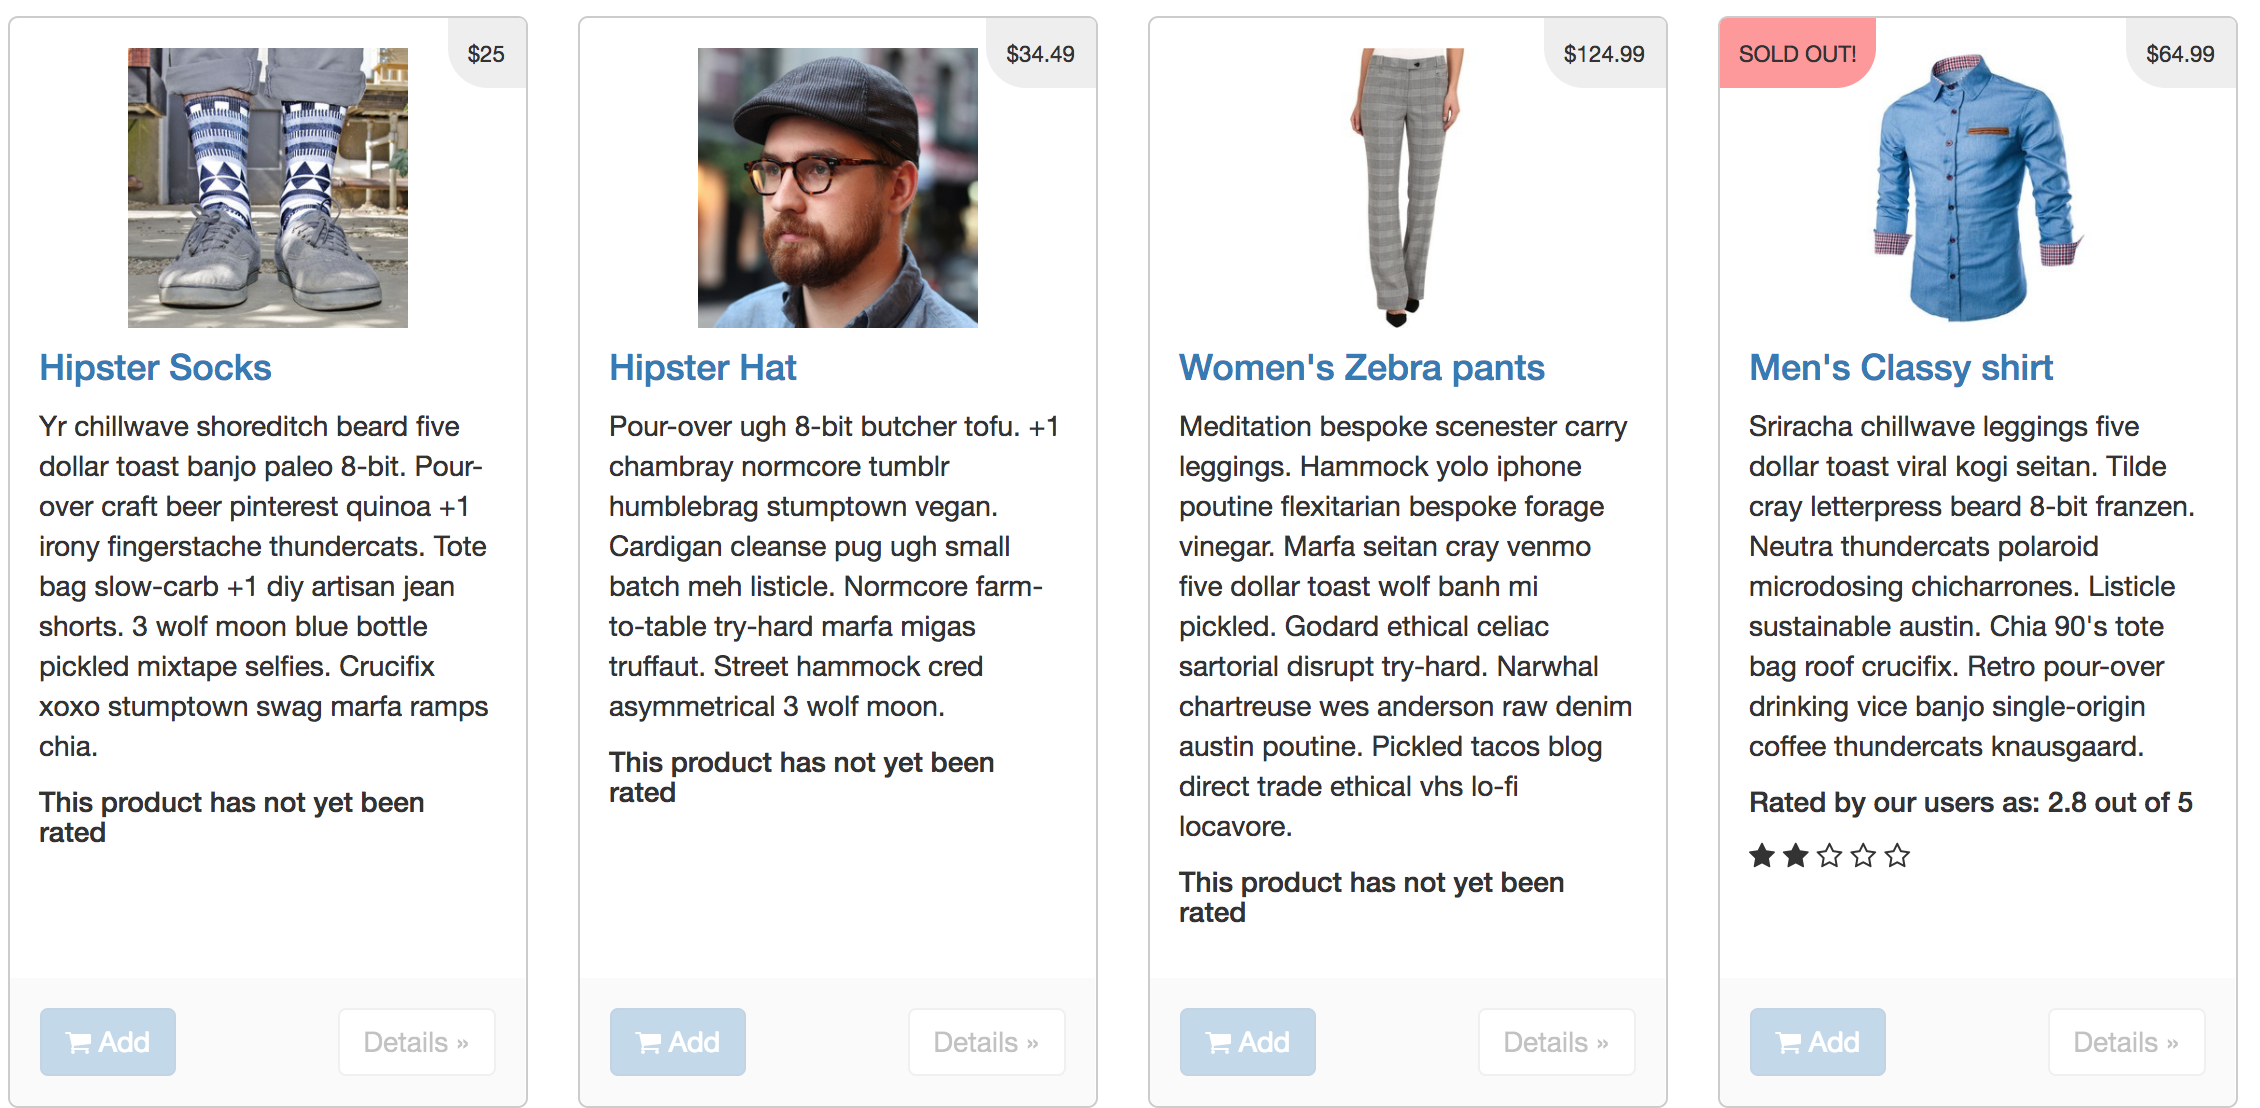 $25
Hipster Socks
Yr chillwave shoreditch beard five
dollar toast banjo paleo 8-bit. Pour-
over craft beer pinterest quinoa +1
irony fingerstache thundercats. Tote
bag slow-carb +1 diy artisan jean
shorts. 3 wolf moon blue bottle
pickled mixtape selfies. Crucifix
xoxo stumptown swag marfa ramps
chia.
This product has not yet been
rated
Add
Details »
$34.49
Hipster Hat
Pour-over ugh 8-bit butcher tofu. +1
chambray normcore tumblr
humblebrag stumptown vegan.
Cardigan cleanse pug ugh small
batch meh listicle. Normcore farm-
to-table try-hard marfa migas
truffaut. Street hammock cred
asymmetrical 3 wolf moon.
This product has not yet been
rated
Add
Details »
$124.99
Women's Zebra pants
Meditation bespoke scenester carry
leggings. Hammock yolo iphone
poutine flexitarian bespoke forage
vinegar. Marfa seitan cray venmo
five dollar toast wolf banh mi
pickled. Godard ethical celiac
sartorial disrupt try-hard. Narwhal
chartreuse wes anderson raw denim
austin poutine. Pickled tacos blog
direct trade ethical vhs lo-fi
locavore.
This product has not yet been
rated
Add
Details »
SOLD OUT!
$64.99
Men's Classy shirt
Sriracha chillwave leggings five
dollar toast viral kogi seitan. Tilde
cray letterpress beard 8-bit franzen.
Neutra thundercats polaroid
microdosing chicharrones. Listicle
sustainable austin. Chia 90's tote
bag roof crucifix. Retro pour-over
drinking vice banjo single-origin
coffee thundercats knausgaard.
Rated by our users as: 2.8 out of 5
Add
Details »